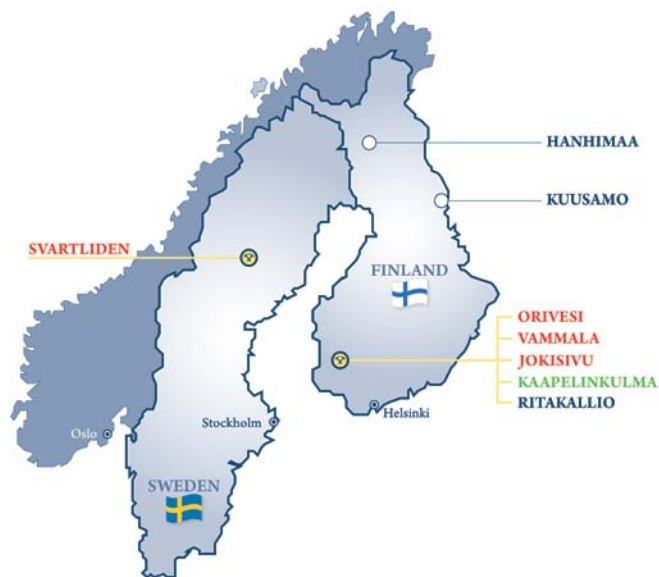 HANHIMAA
KUUSAMO
SVARTLIDEN
FINLAND
ORIVESI
VAMMALA
JOKISIVU
KAAPELINKULMA
RITAKALLIO
Helsinki
Stockholm
Oslo
SWEDEN